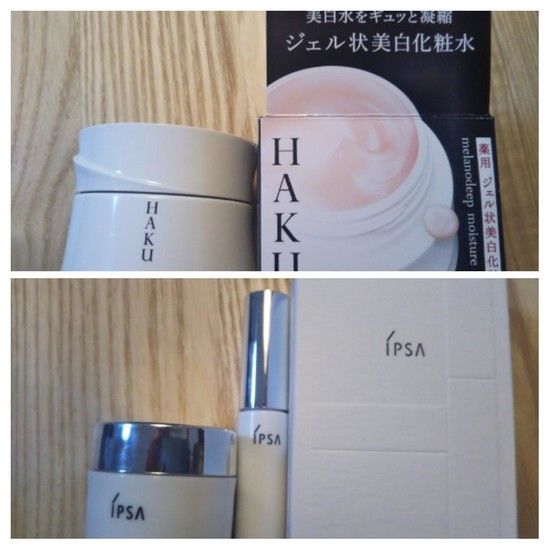 美白水をギュッと凝縮
ジェル状美白化粧水
HAKU
HAKU
薬用 ジェル状美白化
melanodeep moisture
IPSA
IPSA
IPSA